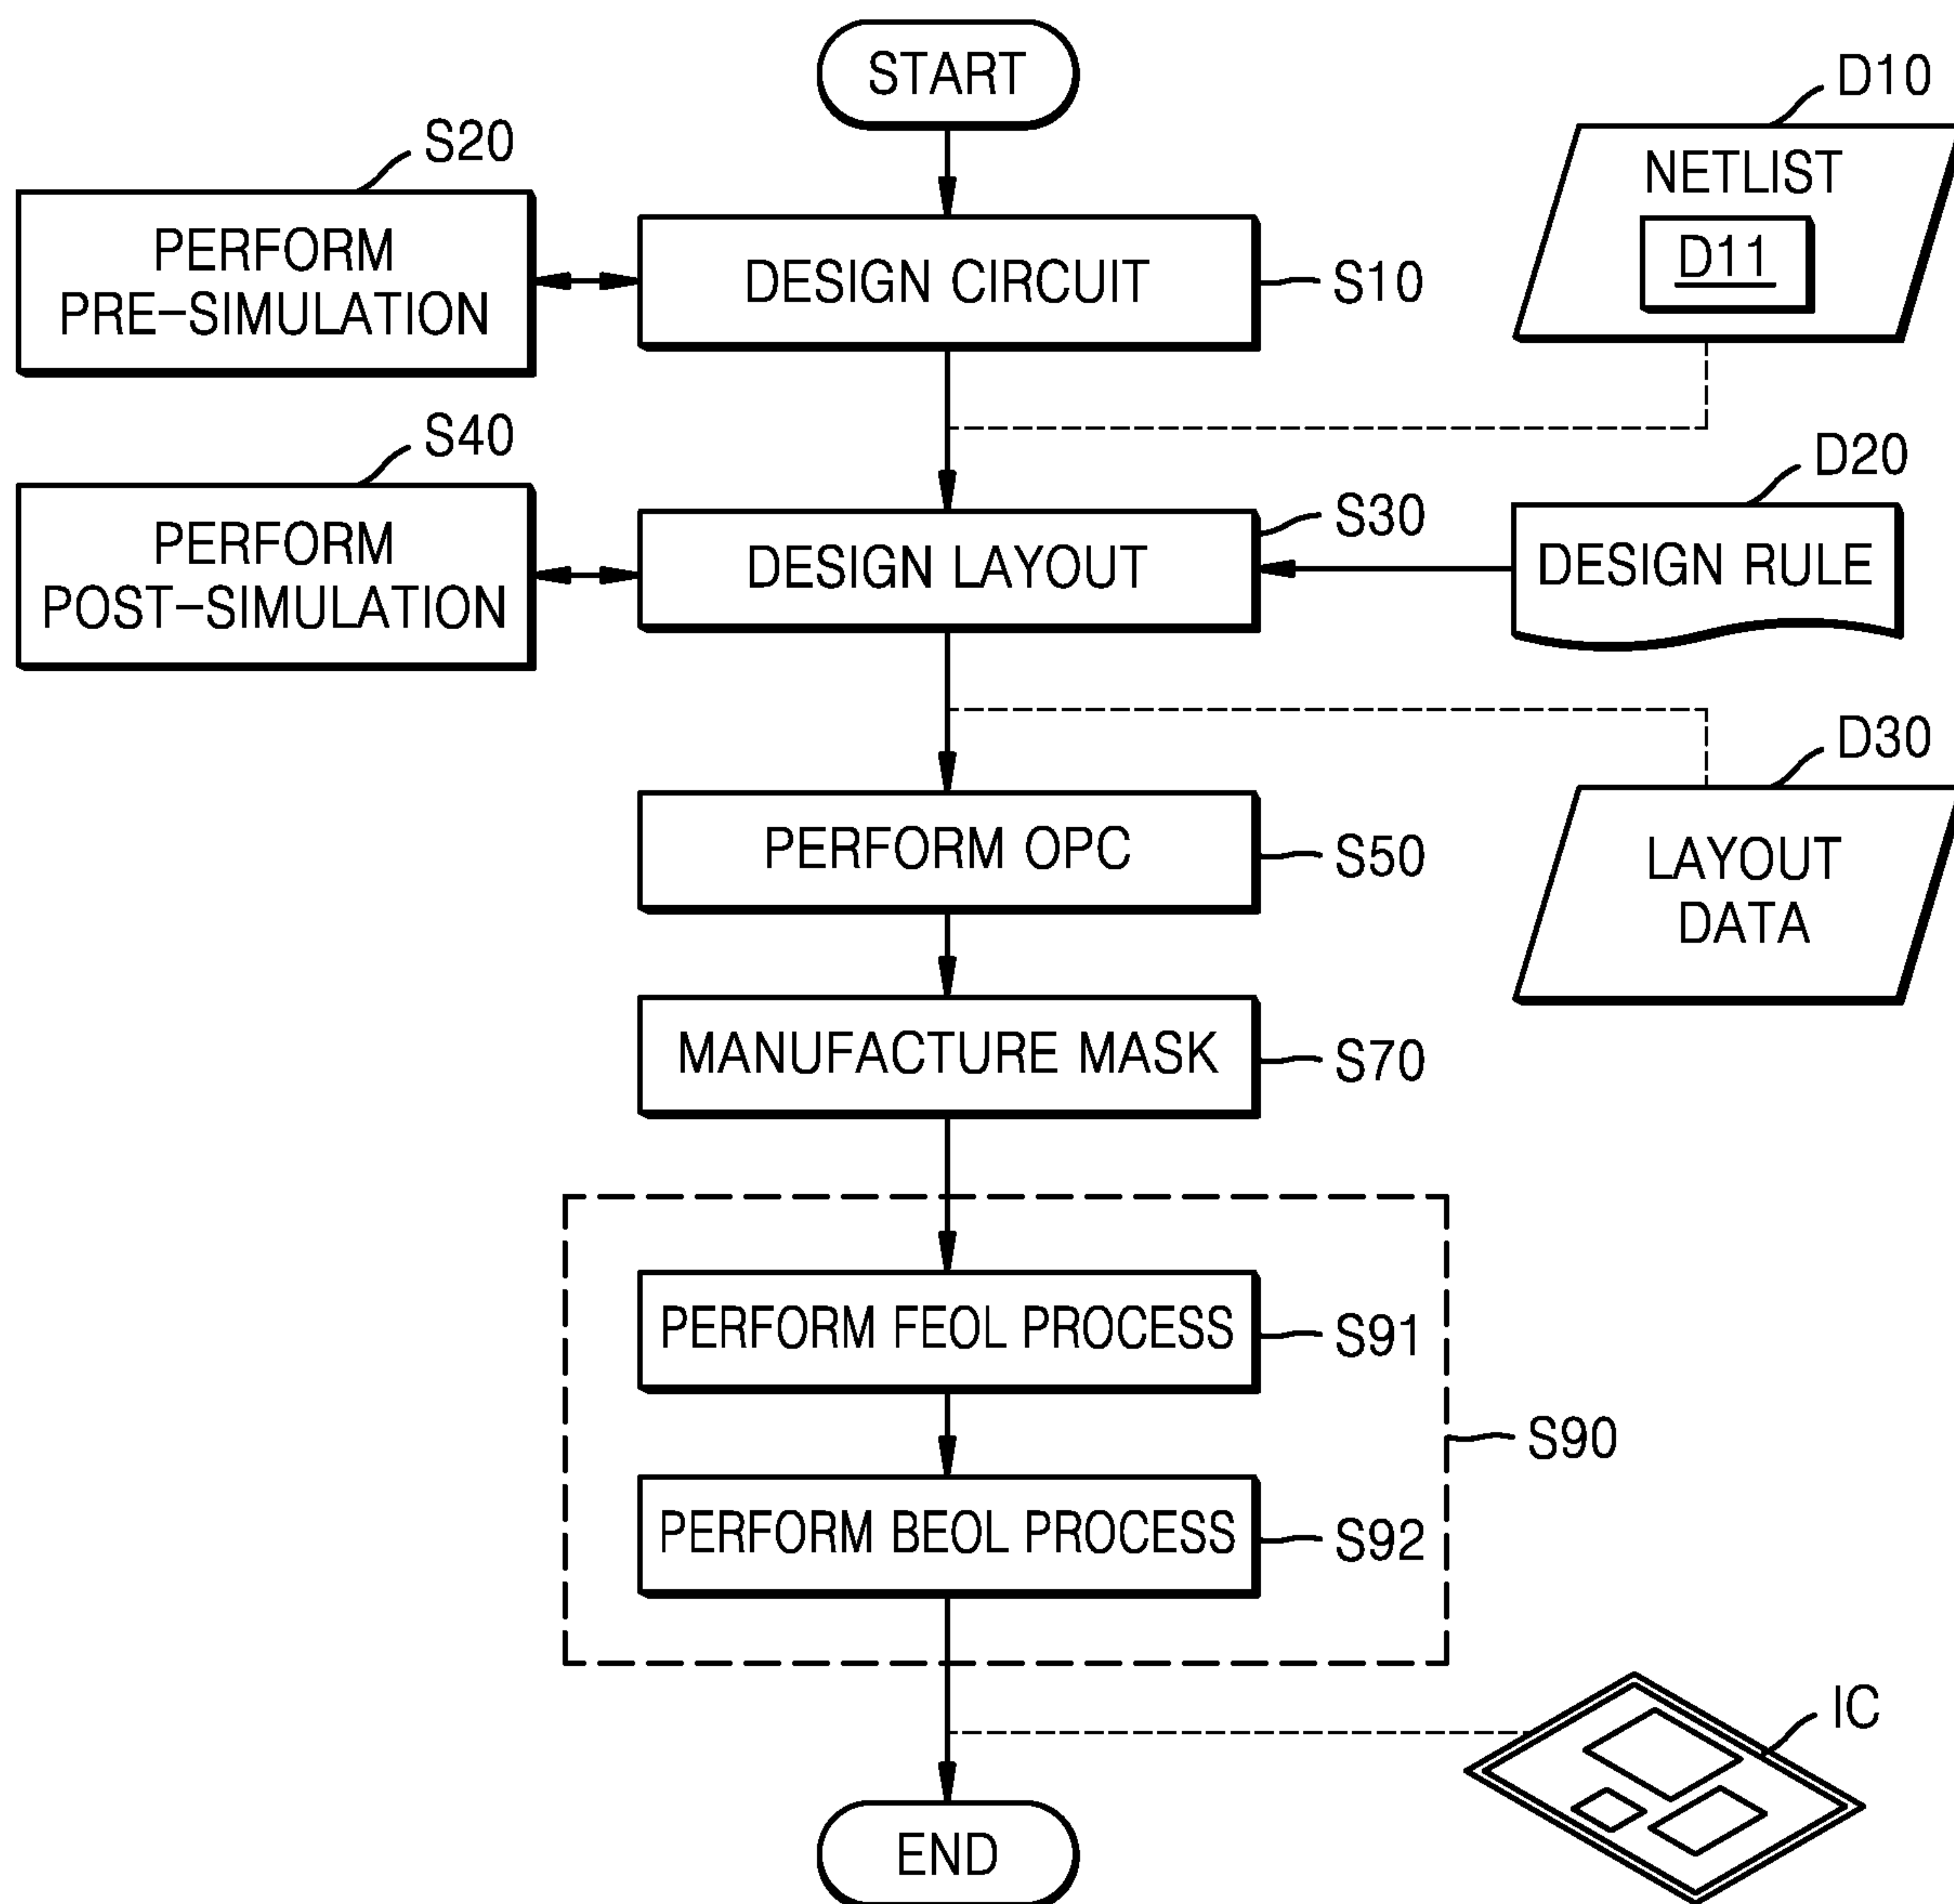 START
D10
S20
NETLIST
D11
PERFORM
PRE-SIMULATION
DESIGN CIRCUIT
S10
S40
D20
PERFORM
POST-SIMULATION
DESIGN LAYOUT
S30
DESIGN RULE
D30
PERFORM OPC
S50
LAYOUT
DATA
MANUFACTURE MASK
S70
PERFORM FEOL PROCESS
S91
S90
PERFORM BEOL PROCESS
S92
IC
END